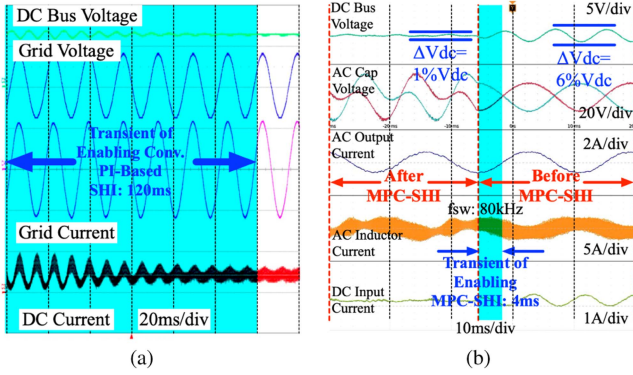 DC Bus Voltage
Grid Voltage
Transient of
Enabling Conv.
PI-Based
SHI: 120ms
Grid Current
DC Current
20ms/div
(a)
DC Bus
Voltage
5V/div
ΔVdc=
1%Vdc
ΔVdc=
6%Vdc
AC Cap
Voltage
20V/div
AC Output
Current
2A/div
After
MPC-SHI
Before
MPC-SHI
fsw: 80kHz
AC Inductor
Current
5A/div
Transient of
Enabling
MPC-SHI: 4ms
DC Input
Current
1A/div
10ms/div
(b)